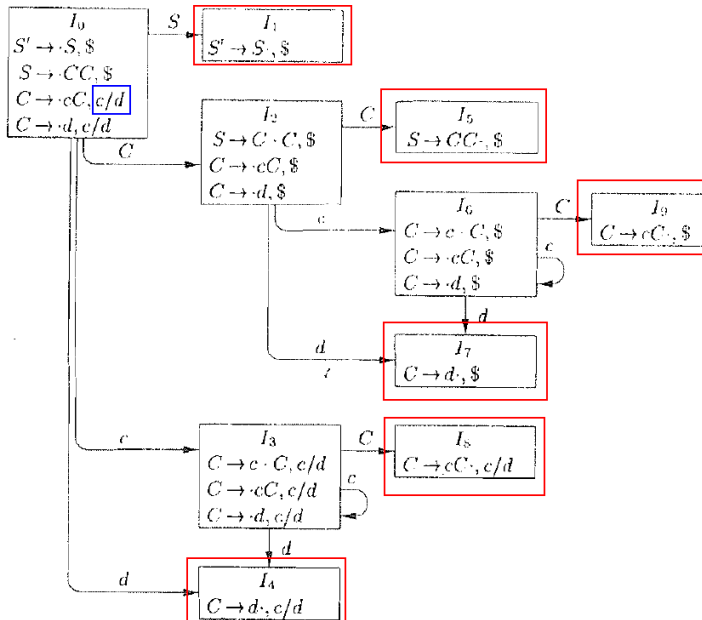 I₀
S' → ·S, $
S → ·CC, $
C → ·cC, c/d
C → ·d, c/d
S
I₁
S' → S·, $
C
I₂
S → C · C, $
C → ·cC, $
C → ·d, $
C
I₅
S → CC·, $
c
I₆
C → c · C, $
C → ·cC, $
C → ·d, $
c
C
I₉
C → cC·, $
d
d
I₇
C → d·, $
c
I₃
C → c · C, c/d
C → ·cC, c/d
C → ·d, c/d
c
C
I₈
C → cC·, c/d
d
d
I₄
C → d·, c/d